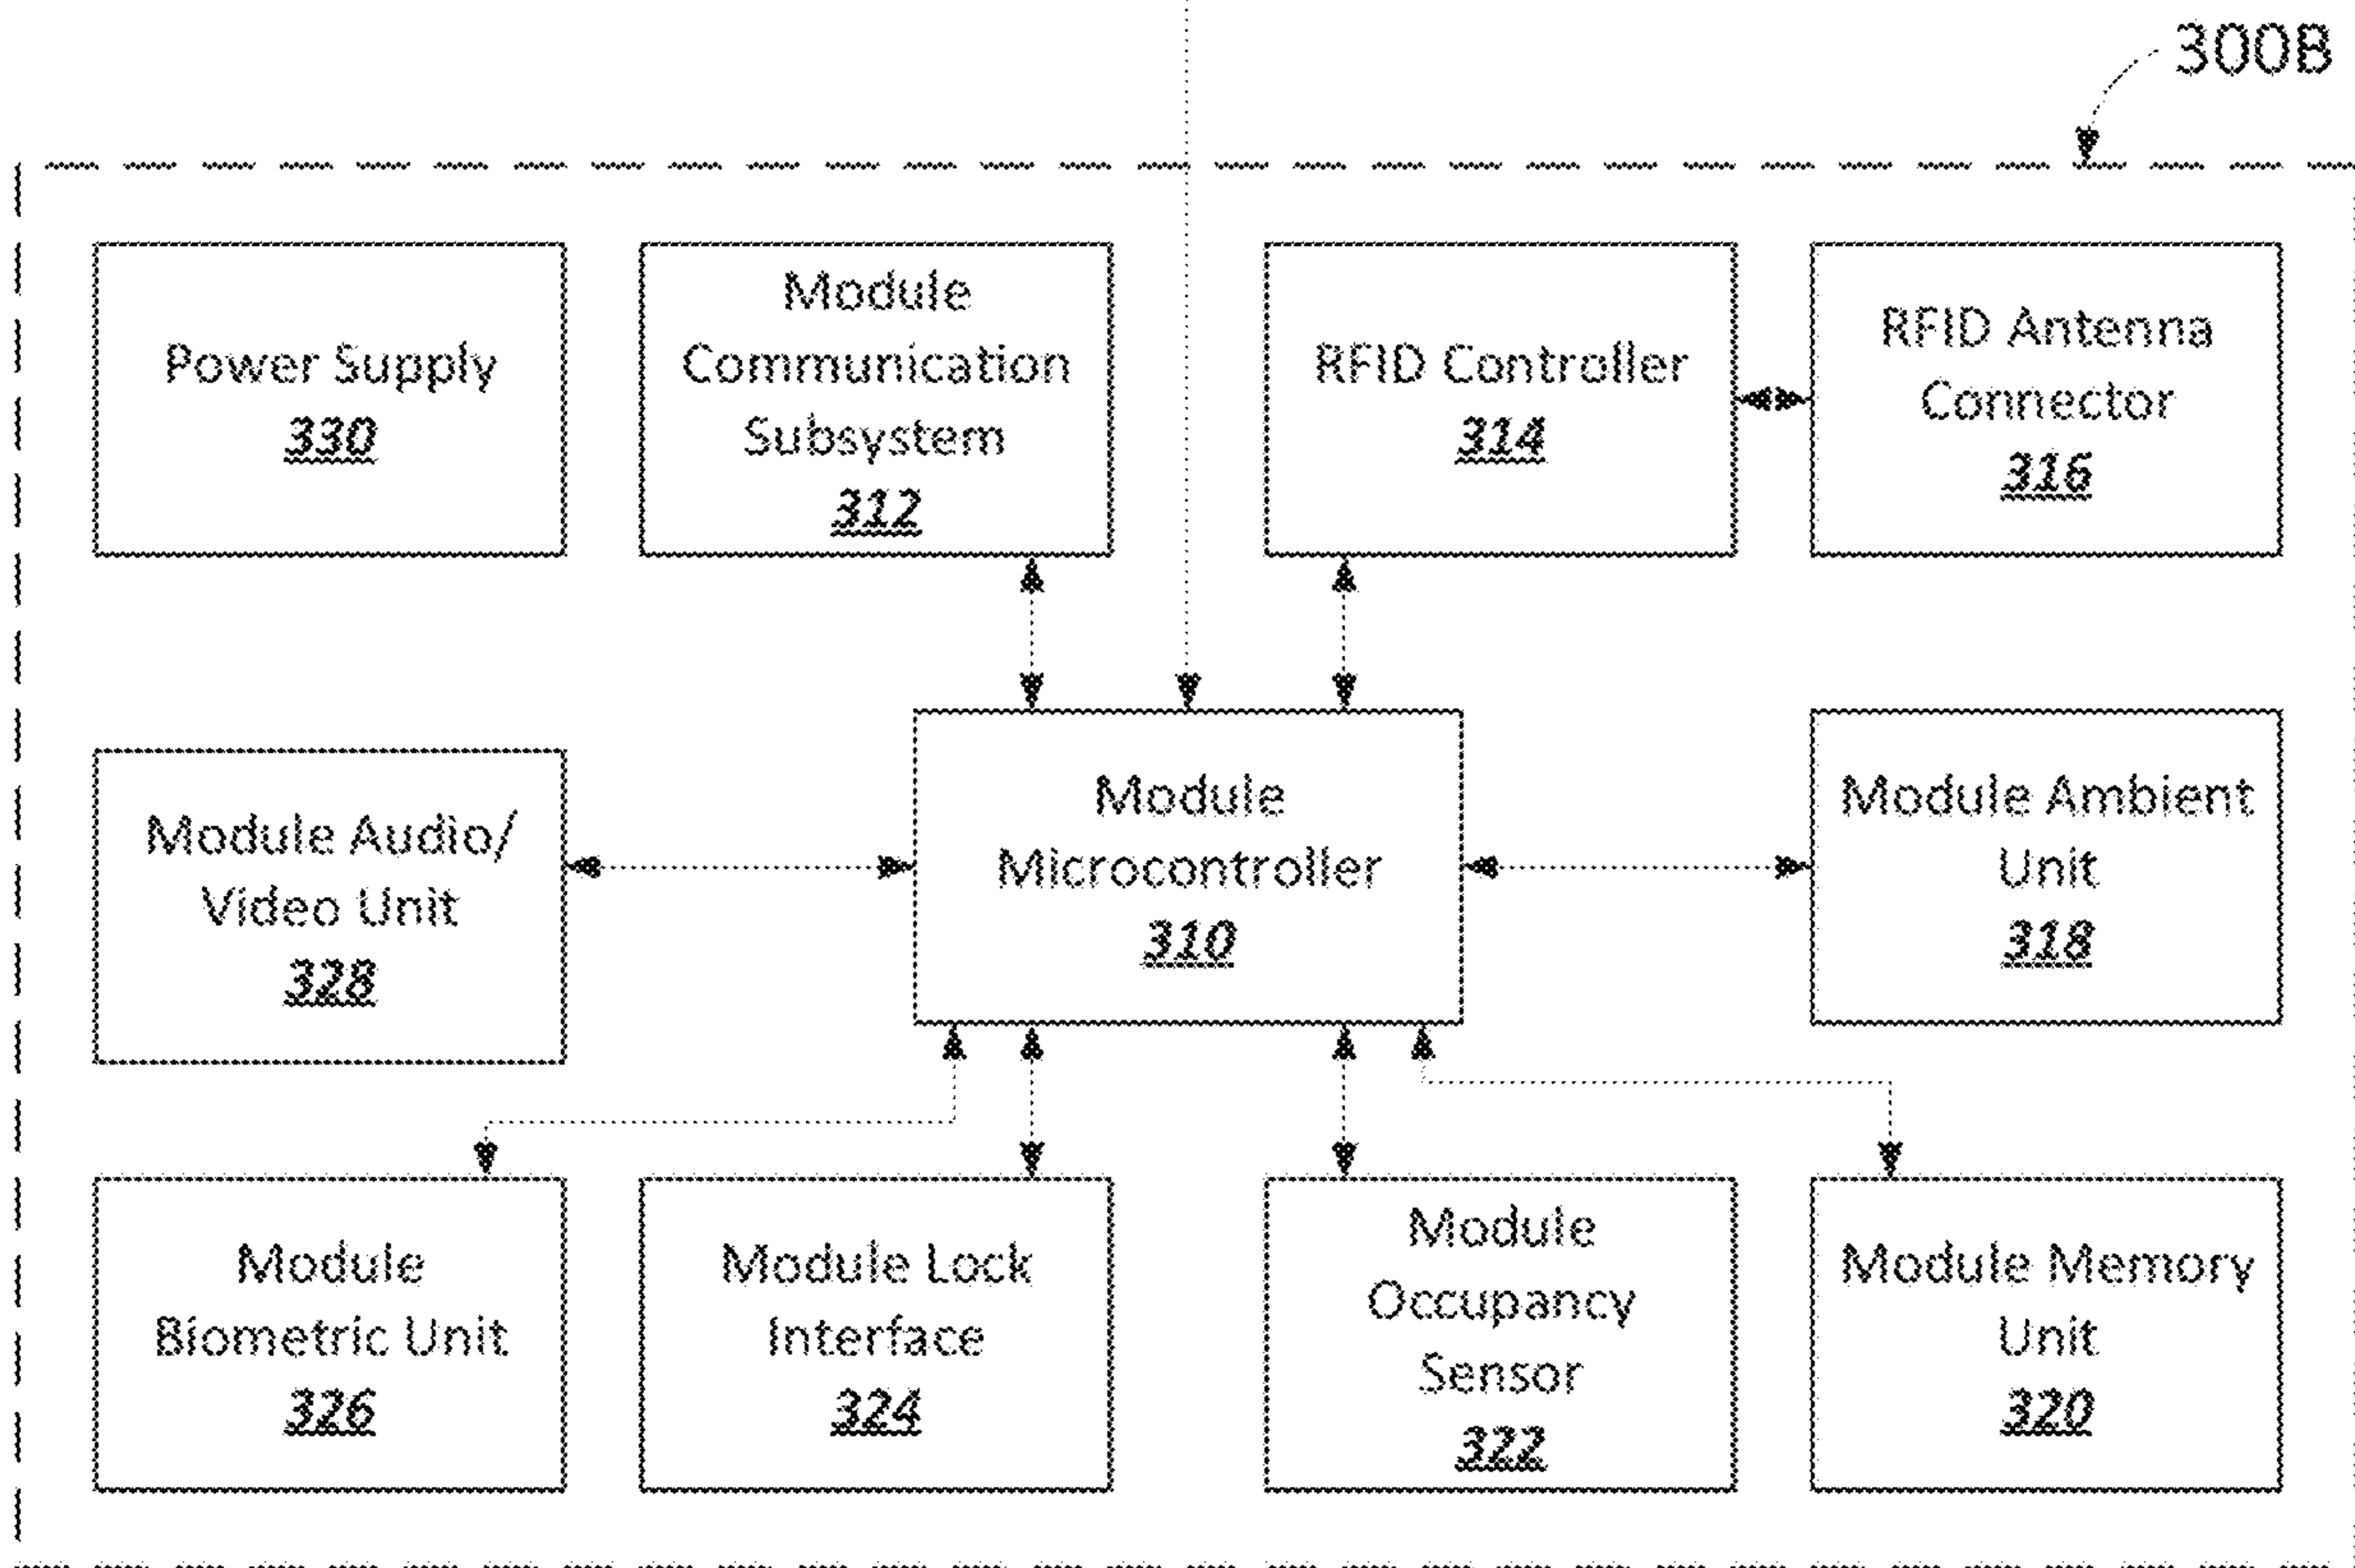 300B
Power Supply
330
Module
Communication
Subsystem
312
RFID Controller
314
RFID Antenna
Connector
316
Module Audio/
Video Unit
328
Module
Microcontroller
310
Module Ambient
Unit
318
Module
Biometric Unit
326
Module Lock
Interface
324
Module
Occupancy
Sensor
322
Module Memory
Unit
320